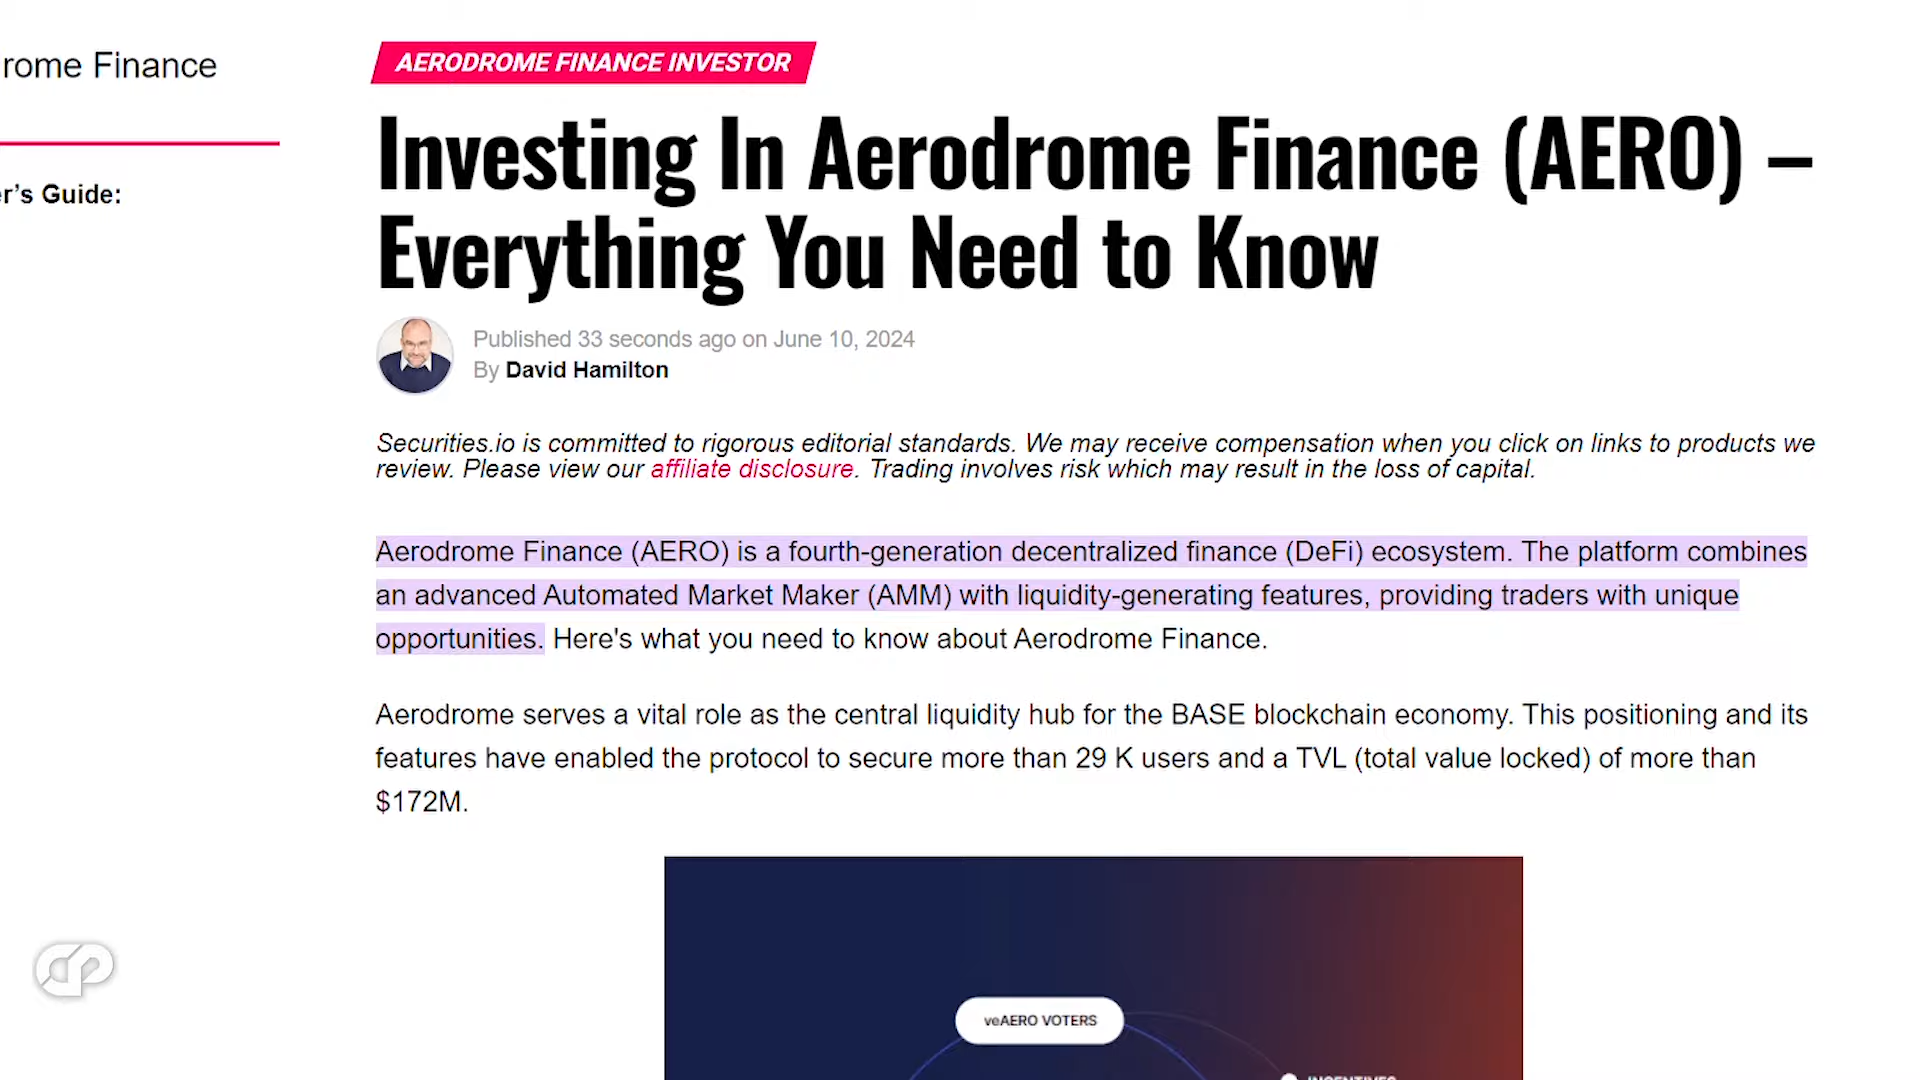 rome Finance
er's Guide:
AERODROME FINANCE INVESTOR
Investing In Aerodrome Finance (AERO) –
Everything You Need to Know
Published 33 seconds ago on June 10, 2024
By David Hamilton
Securities.io is committed to rigorous editorial standards. We may receive compensation when you click on links to products we
review. Please view our affiliate disclosure. Trading involves risk which may result in the loss of capital.
Aerodrome Finance (AERO) is a fourth-generation decentralized finance (DeFi) ecosystem. The platform combines
an advanced Automated Market Maker (AMM) with liquidity-generating features, providing traders with unique
opportunities. Here's what you need to know about Aerodrome Finance.
Aerodrome serves a vital role as the central liquidity hub for the BASE blockchain economy. This positioning and its
features have enabled the protocol to secure more than 29 K users and a TVL (total value locked) of more than
$172M.
veAERO VOTERS
INCENTIVES